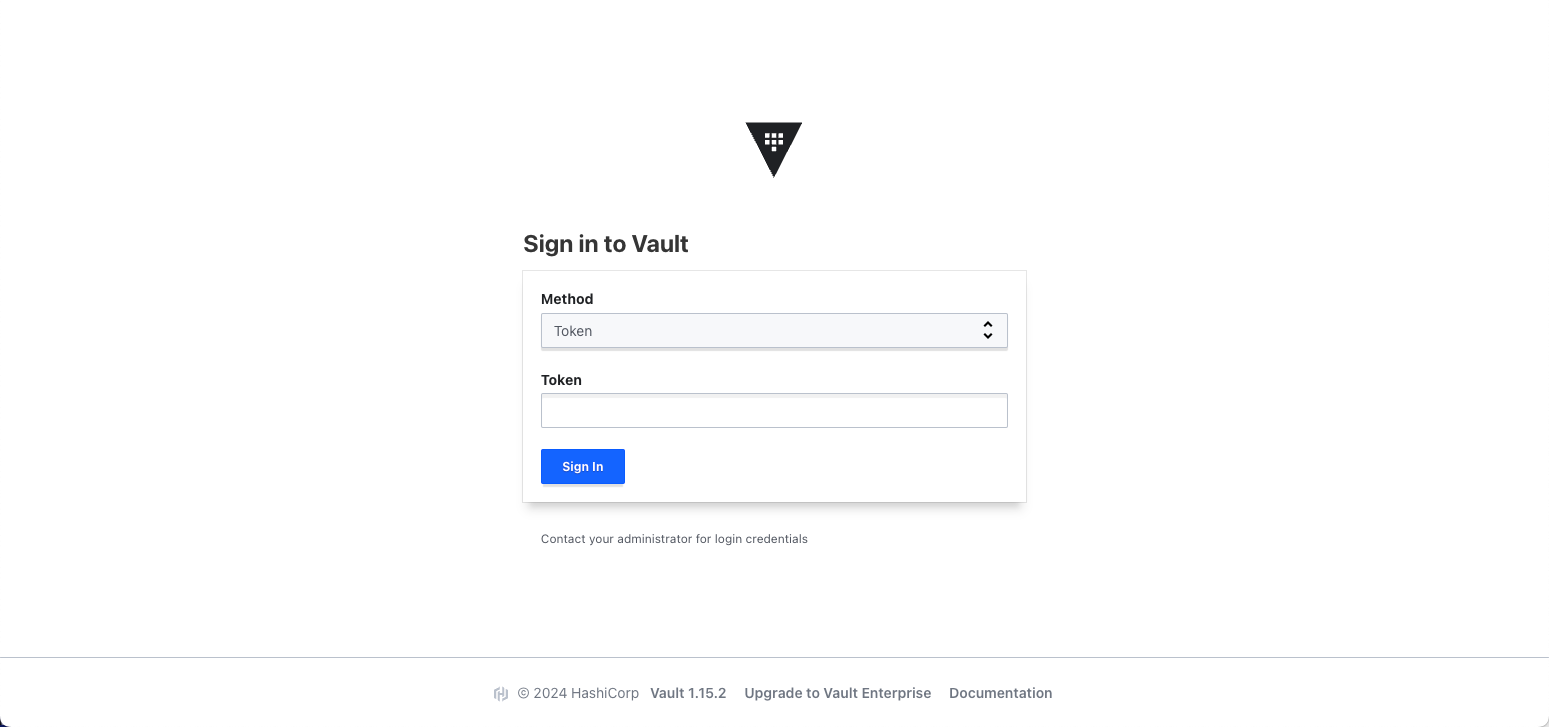 Sign in to Vault
Method
Token
Token
Sign In
Contact your administrator for login credentials
© 2024 HashiCorp Vault 1.15.2 Upgrade to Vault Enterprise Documentation